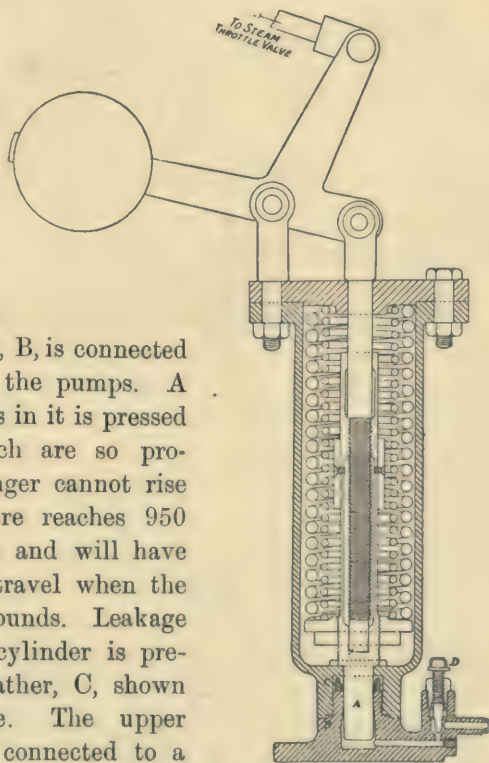 TO STEAM
THROTTLE VALVE
, B, is connected
the pumps. A
s in it is pressed
ch are so pro-
nger cannot rise
re reaches 950
and will have
travel when the
ounds. Leakage
cylinder is pre-
ather, C, shown
e. The upper
connected to a
A
D